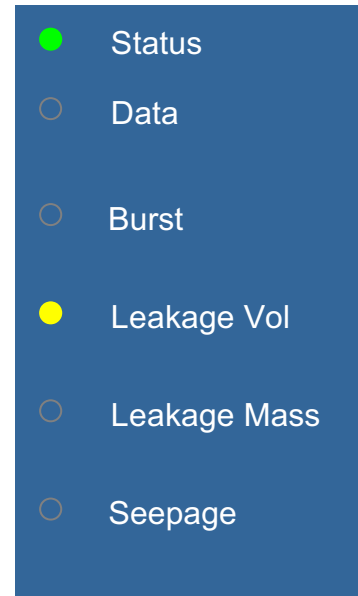 Status
Data
Burst
Leakage Vol
Leakage Mass
Seepage